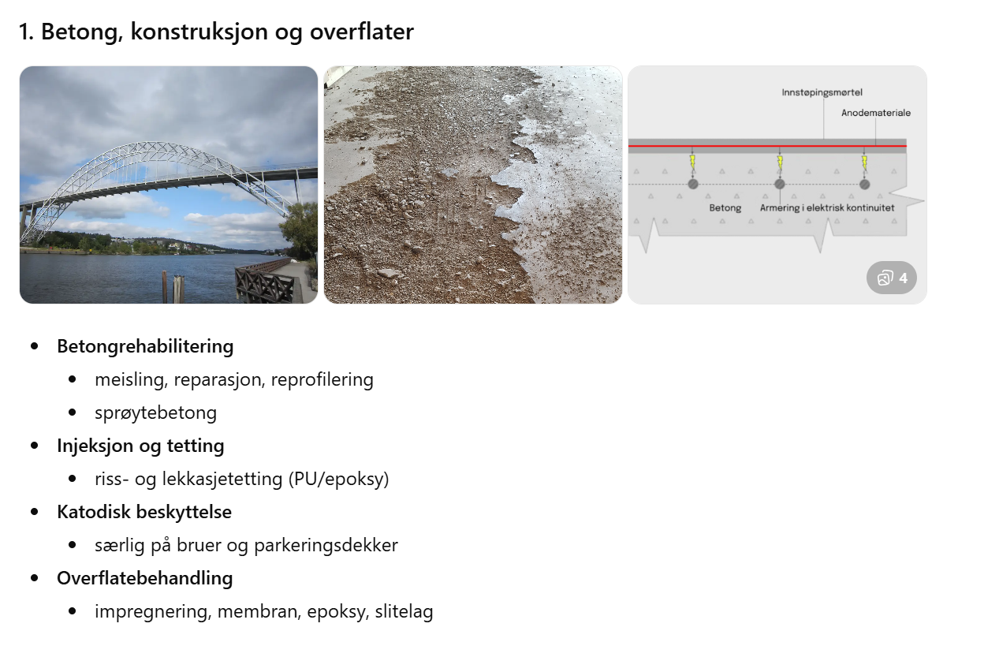 1. Betong, konstruksjon og overflater
Innstøpingsmørtel
Anodemateriale
Betong
Armering i elektrisk kontinuitet
4
Betongrehabilitering
meisling, reparasjon, reprofilering
sprøytebetong
Injeksjon og tetting
riss- og lekkasjetetting (PU/epoksy)
Katodisk beskyttelse
særlig på bruer og parkeringsdekker
Overflatebehandling
impregnering, membran, epoksy, slitelag